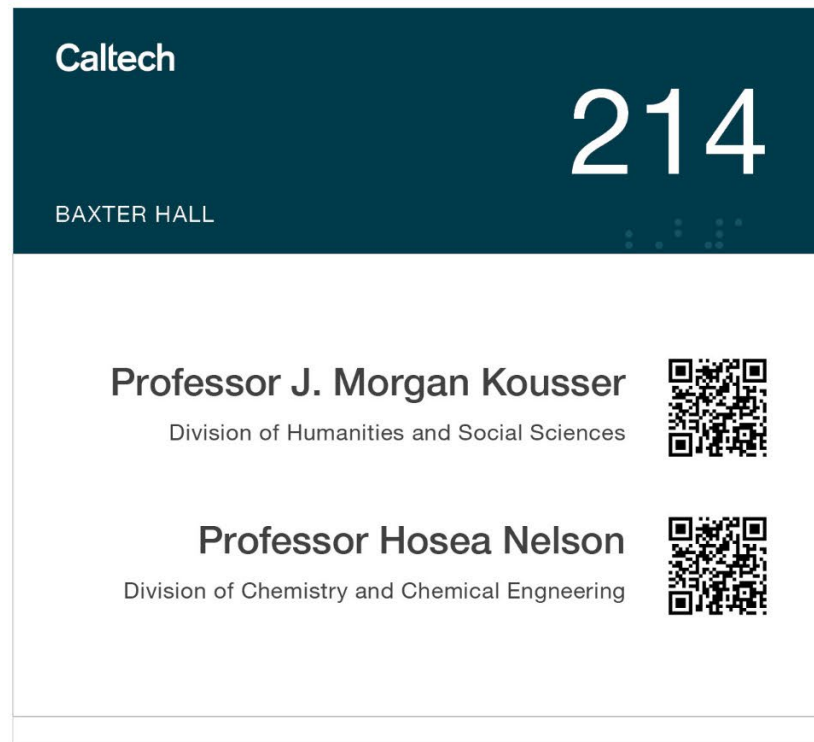 Caltech
214
BAXTER HALL
Professor J. Morgan Kousser
Division of Humanities and Social Sciences
Professor Hosea Nelson
Division of Chemistry and Chemical Engneering